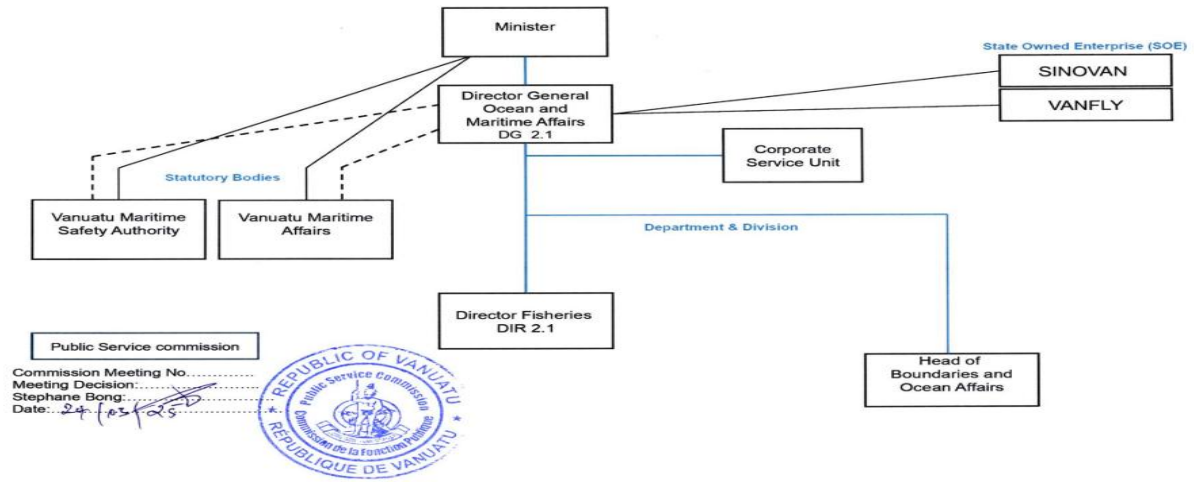 Minister
State Owned Enterprise (SOE)
SINOVAN
VANFLY
Director General
Ocean and
Maritime Affairs
DG 2.1
Corporate
Service Unit
Statutory Bodies
Vanuatu Maritime
Safety Authority
Vanuatu Maritime
Affairs
Department & Division
Director Fisheries
DIR 2.1
Head of
Boundaries and
Ocean Affairs
Public Service commission
Commission Meeting No...........
Meeting Decision:......................
Stephane Bong:........................
Date: 24/03/25
REPUBLIC OF VANUATU
Public Service Commission
Commission de la Fonction Publique
RÉPUBLIQUE DE VANUATU